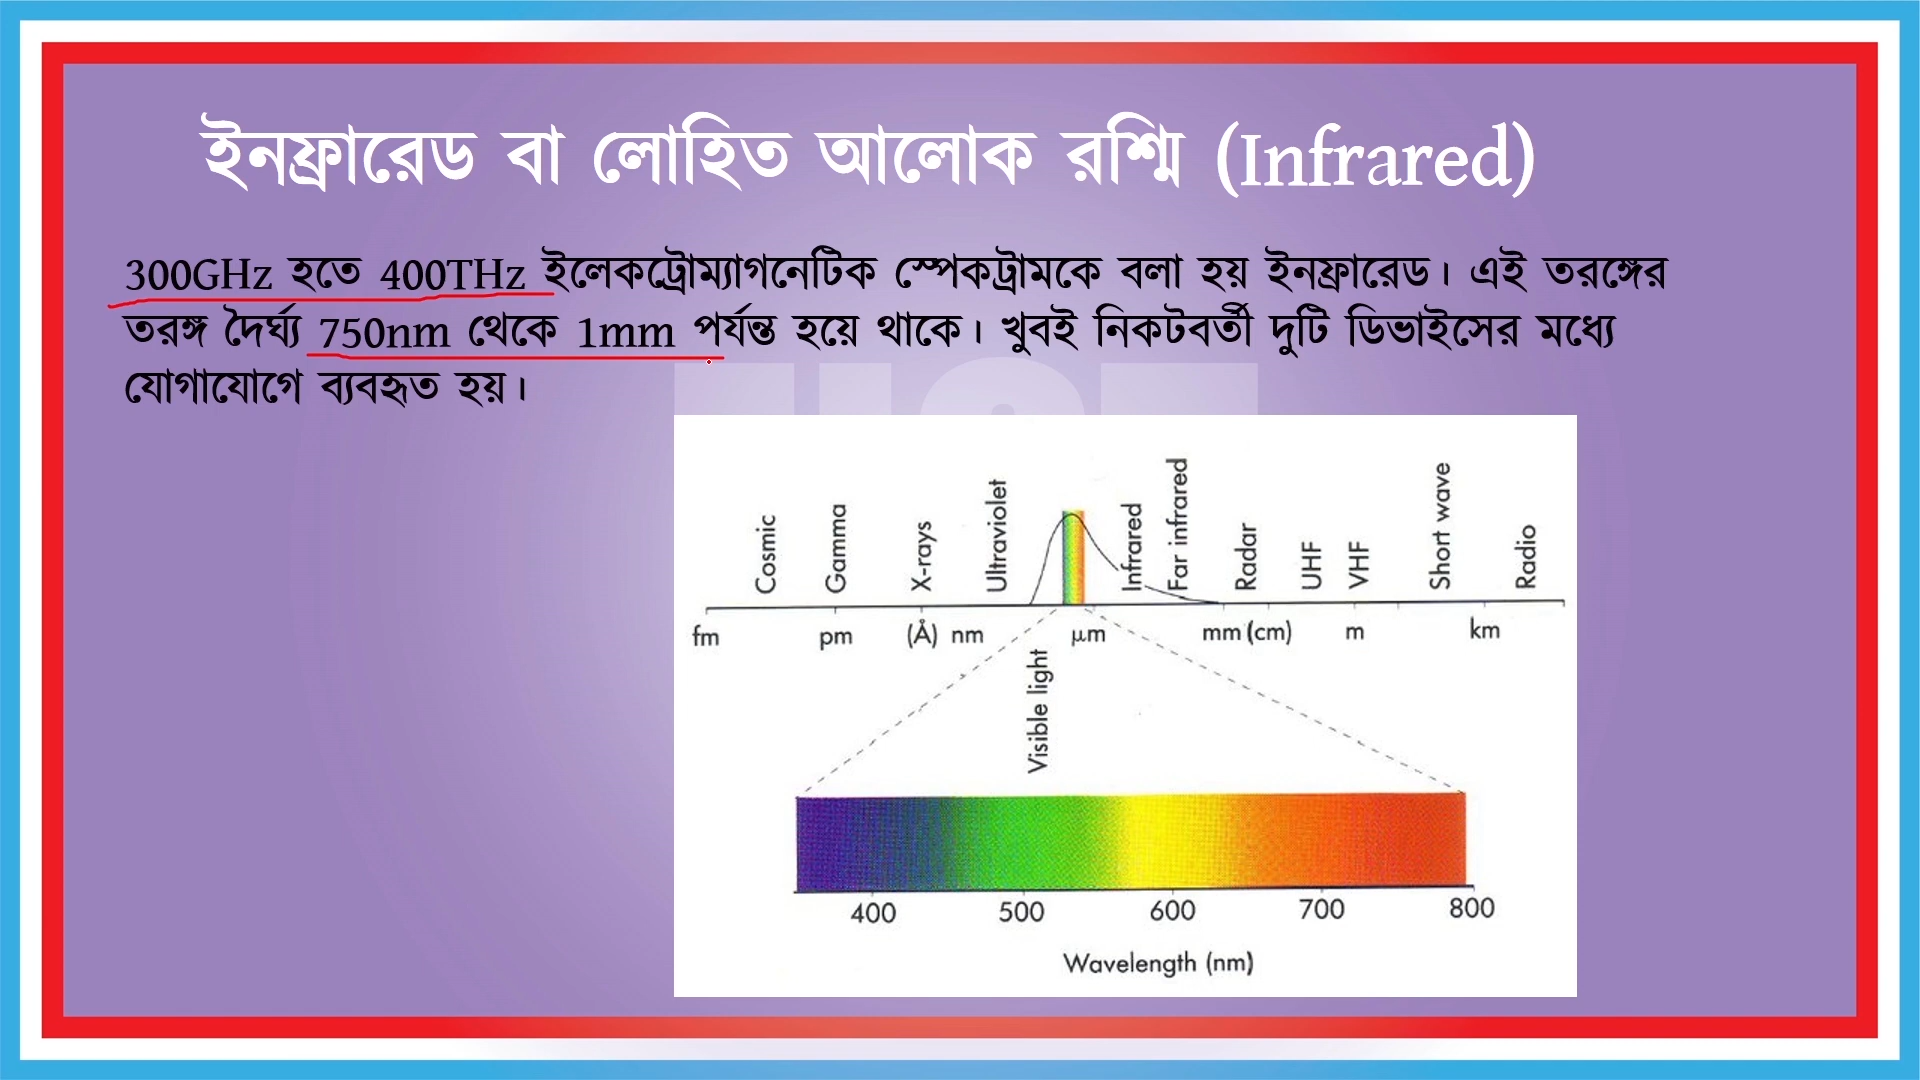 ইনফ্রারেড বা লোহিত আলোক রশ্মি (Infrared)
300GHz হতে 400THz ইলেকট্রোম্যাগনেটিক স্পেকট্রামকে বলা হয় ইনফ্রারেড। এই তরঙ্গের
তরঙ্গ দৈর্ঘ্য 750nm থেকে 1mm পর্যন্ত হয়ে থাকে। খুবই নিকটবর্তী দুটি ডিভাইসের মধ্যে
যোগাযোগে ব্যবহৃত হয়।
Cosmic Gamma X-rays Ultraviolet Infrared Far infrared Radar UHF VHF Short wave Radio
fm pm (Å) nm μm mm (cm) m km
Visible light
400 500 600 700 800
Wavelength (nm)